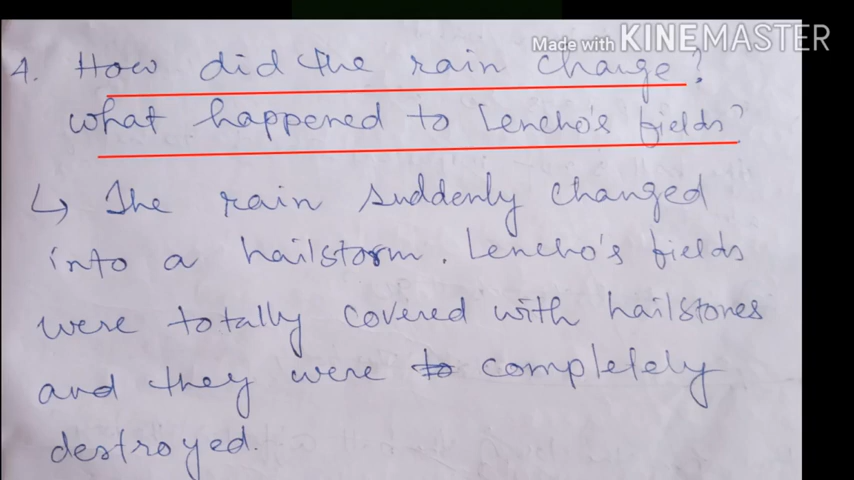 Made with KINEMASTER
4. How did the rain change?
what happened to Lencho's fields?
↳ The rain suddenly changed
into a hailstorm. Lencho's fields
were totally covered with hailstones
and they were to completely
destroyed.